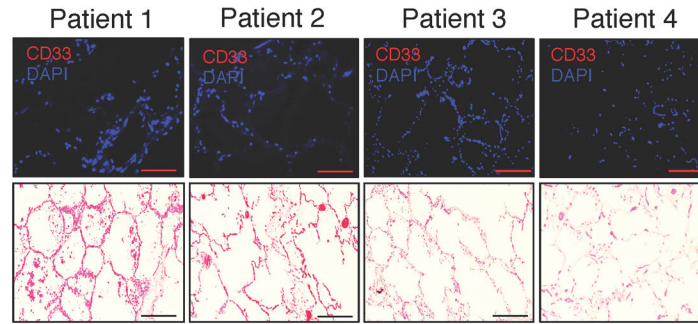 Patient 1 Patient 2 Patient 3 Patient 4
CD33 CD33 CD33 CD33
DAPI DAPI DAPI DAPI